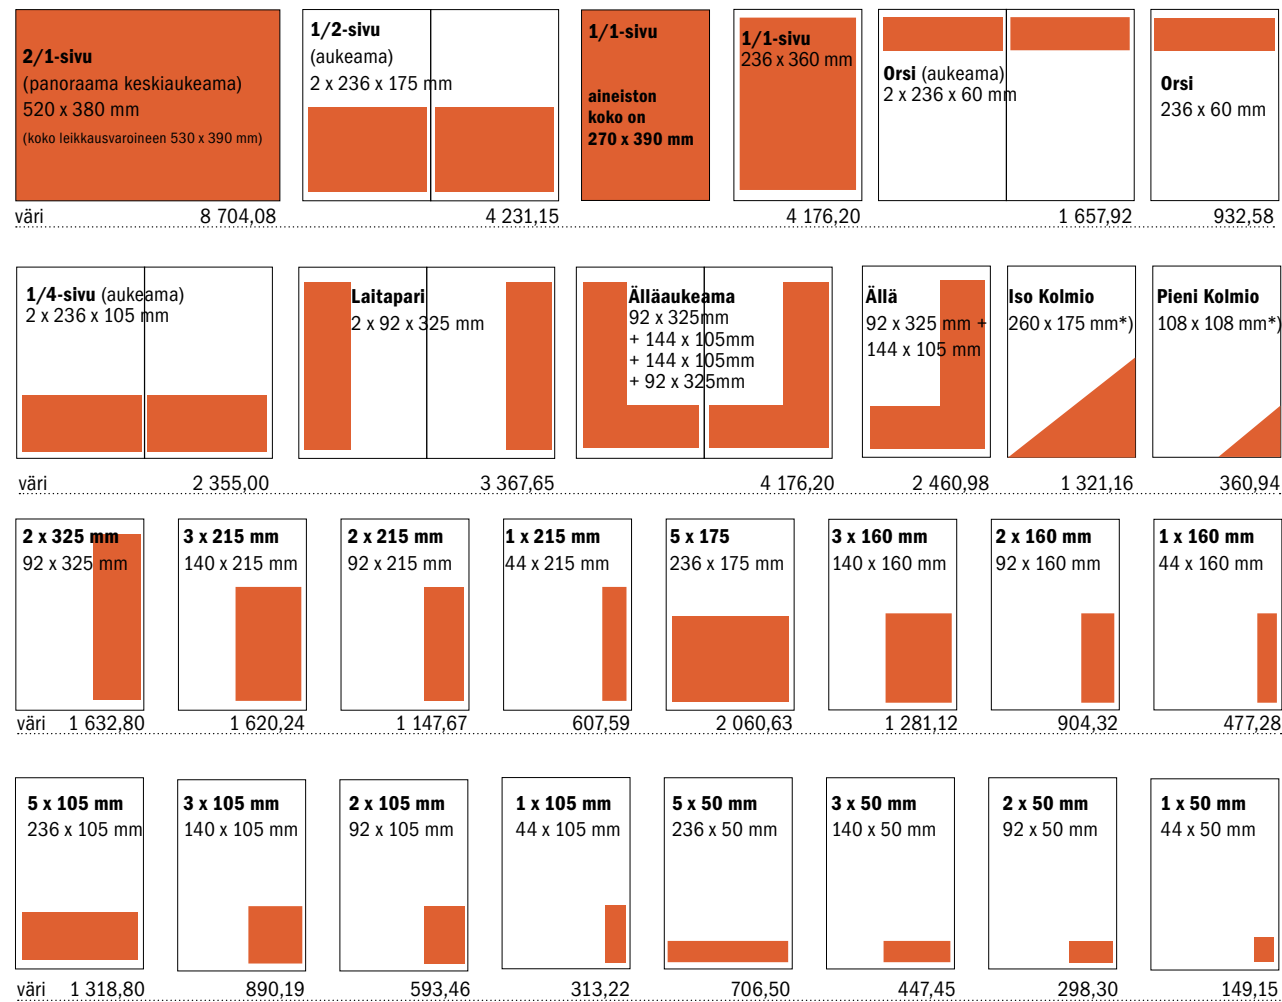 2/1-sivu
(panoraama keskiaukeama)
520 x 380 mm
(koko leikkausvaroineen 530 x 390 mm)
1/2-sivu
(aukeama)
2 x 236 x 175 mm
1/1-sivu
aineiston
koko on
270 x 390 mm
1/1-sivu
236 x 360 mm
Orsi (aukeama)
2 x 236 x 60 mm
Orsi
236 x 60 mm
väri 8 704,08 4 231,15 4 176,20 1 657,92 932,58
1/4-sivu (aukeama)
2 x 236 x 105 mm
Laitapari
2 x 92 x 325 mm
Älläaukeama
92 x 325mm
+ 144 x 105mm
+ 144 x 105mm
+ 92 x 325mm
Ällä
92 x 325 mm +
144 x 105 mm
Iso Kolmio
260 x 175 mm*)
Pieni Kolmio
108 x 108 mm*)
väri 2 355,00 3 367,65 4 176,20 2 460,98 1 321,16 360,94
2 x 325 mm
92 x 325 mm
3 x 215 mm
140 x 215 mm
2 x 215 mm
92 x 215 mm
1 x 215 mm
44 x 215 mm
5 x 175
236 x 175 mm
3 x 160 mm
140 x 160 mm
2 x 160 mm
92 x 160 mm
1 x 160 mm
44 x 160 mm
väri 1 632,80 1 620,24 1 147,67 607,59 2 060,63 1 281,12 904,32 477,28
5 x 105 mm
236 x 105 mm
3 x 105 mm
140 x 105 mm
2 x 105 mm
92 x 105 mm
1 x 105 mm
44 x 105 mm
5 x 50 mm
236 x 50 mm
3 x 50 mm
140 x 50 mm
2 x 50 mm
92 x 50 mm
1 x 50 mm
44 x 50 mm
väri 1 318,80 890,19 593,46 313,22 706,50 447,45 298,30 149,15